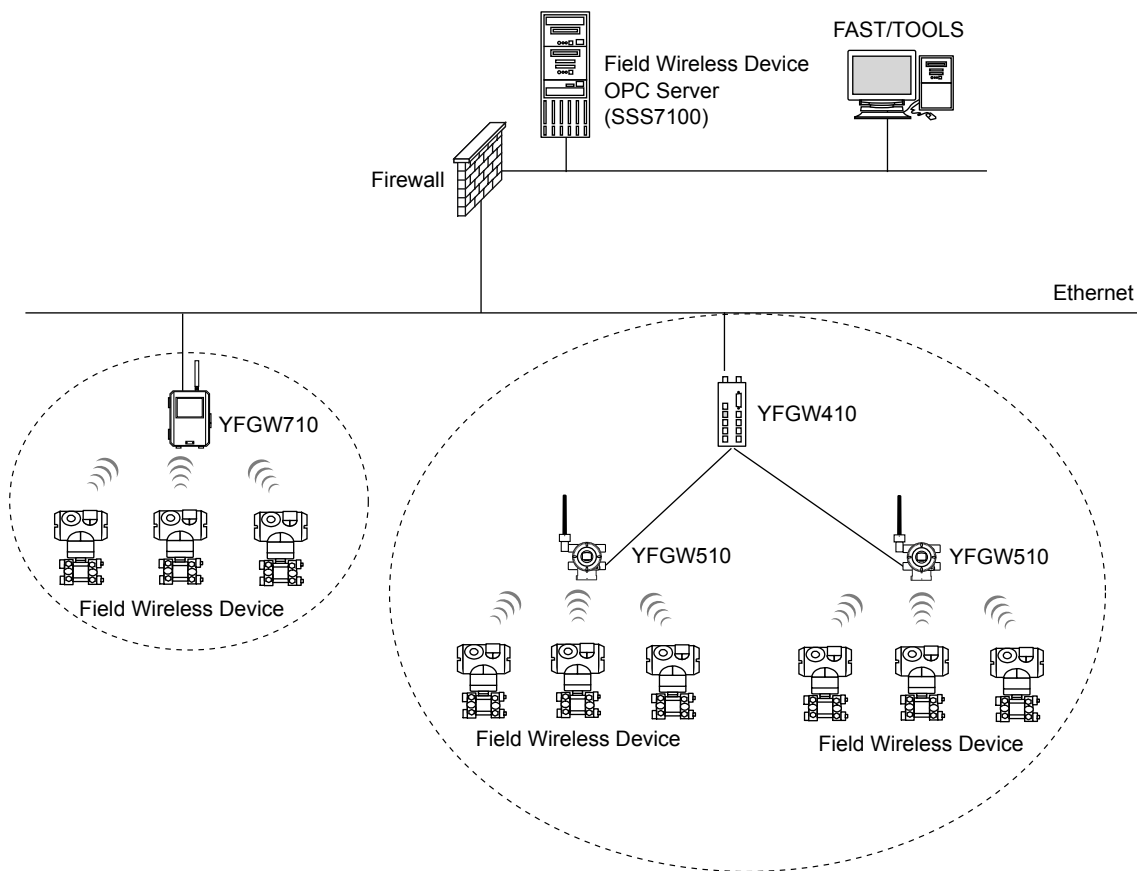 FAST/TOOLS
Field Wireless Device
OPC Server
(SSS7100)
Firewall
Ethernet
YFGW710
YFGW410
YFGW510
YFGW510
Field Wireless Device
Field Wireless Device
Field Wireless Device